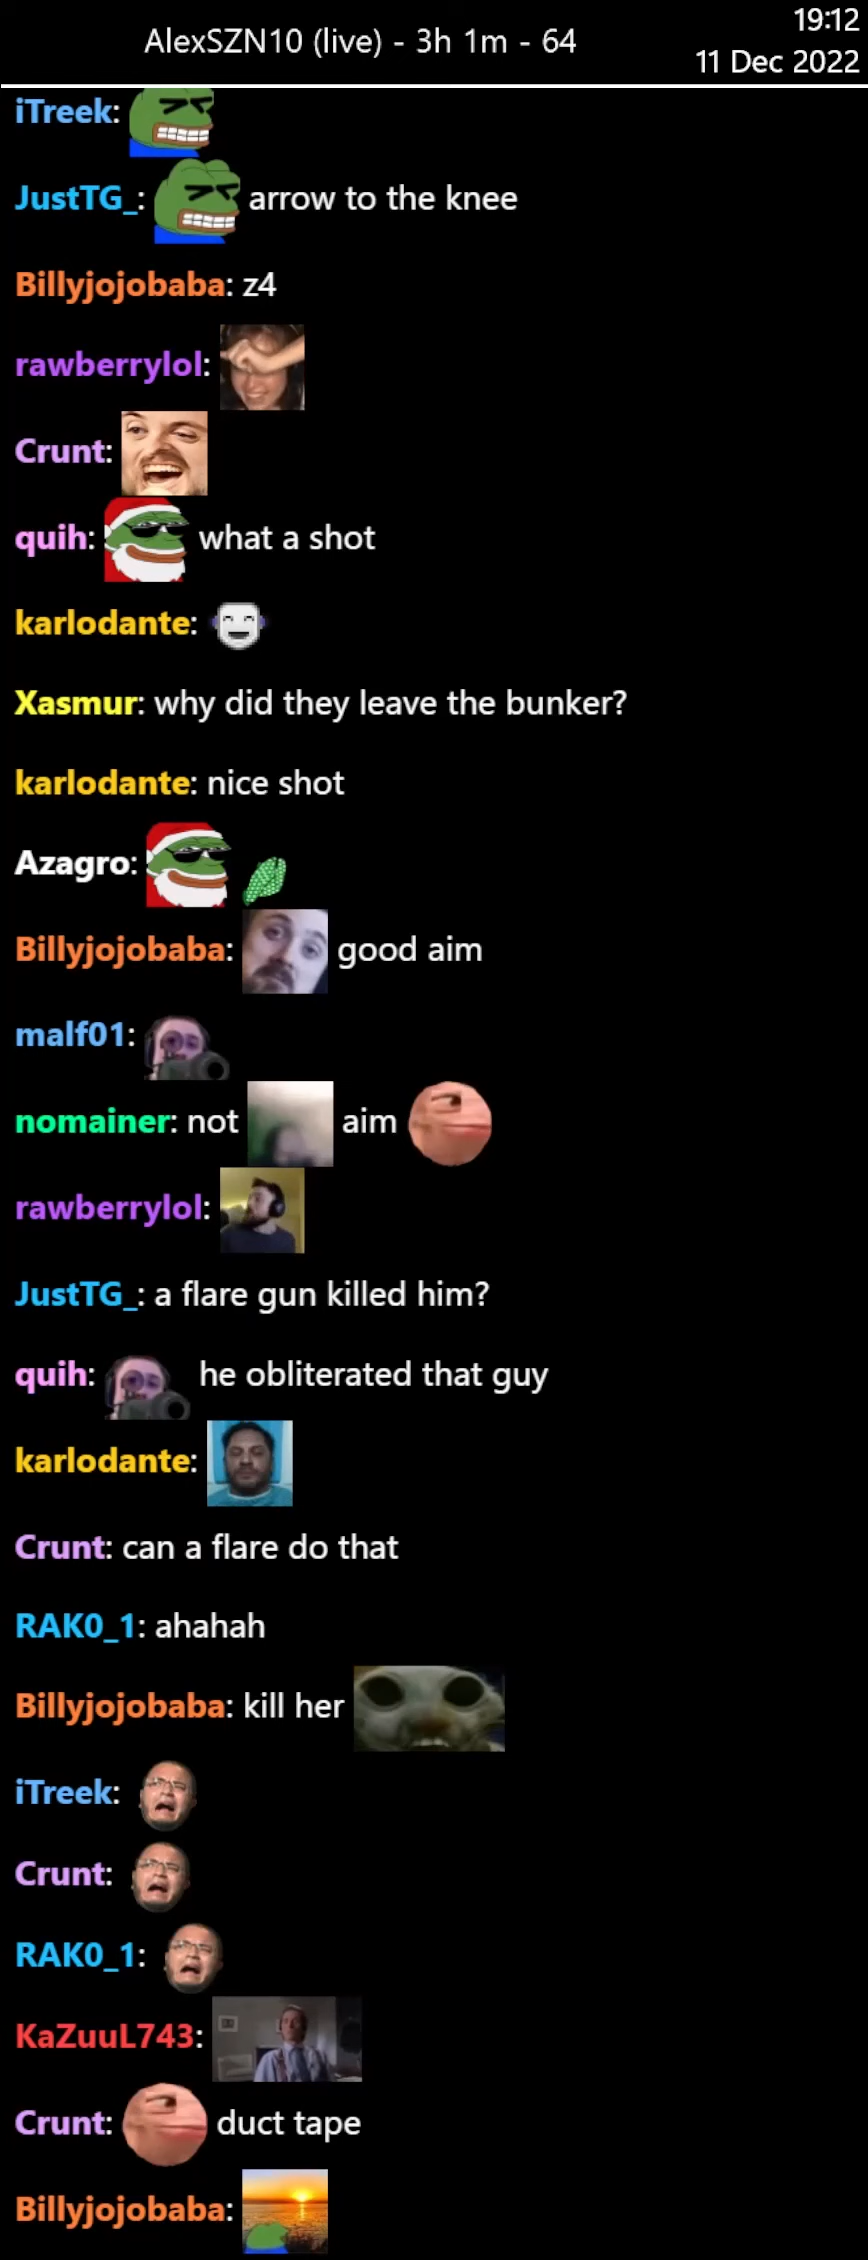 19:12
AlexSZN10 (live) - 3h 1m - 64
11 Dec 2022
iTreek:
JustTG_: arrow to the knee
Billyjojobaba: z4
rawberrylol:
Crunt:
quih: what a shot
karlodante:
Xasmur: why did they leave the bunker?
karlodante: nice shot
Azagro:
Billyjojobaba: good aim
malf01:
nomainer: not aim
rawberrylol:
JustTG_: a flare gun killed him?
quih: he obliterated that guy
karlodante:
Crunt: can a flare do that
RAK0_1: ahahah
Billyjojobaba: kill her
iTreek:
Crunt:
RAK0_1:
KaZuuL743:
Crunt: duct tape
Billyjojobaba: